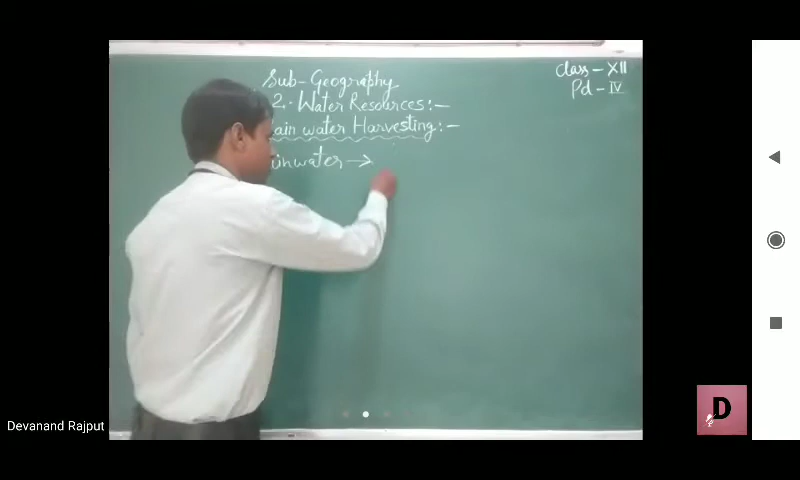 Sub- Geography
Class - XII
Pd - IV
2. Water Resources:-
ain water Harvesting:-
inwater →
Devanand Rajput
D